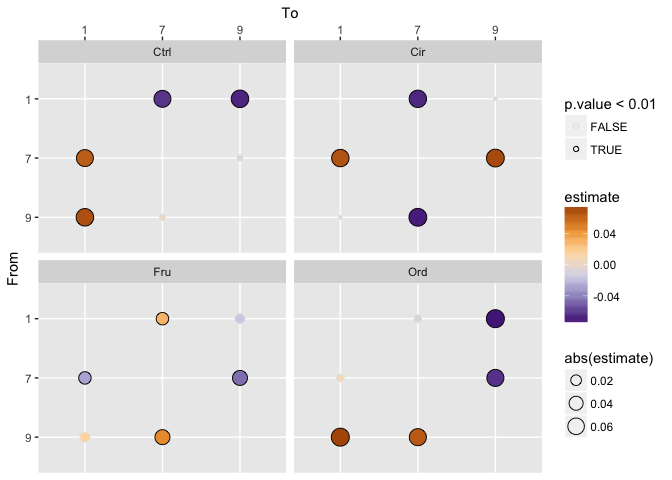 To
1 7 9 1 7 9
Ctrl Cir
1
7
9
From
Fru Ord
1
7
9
p.value < 0.01
FALSE
TRUE
estimate
0.04
0.00
-0.04
abs(estimate)
0.02
0.04
0.06